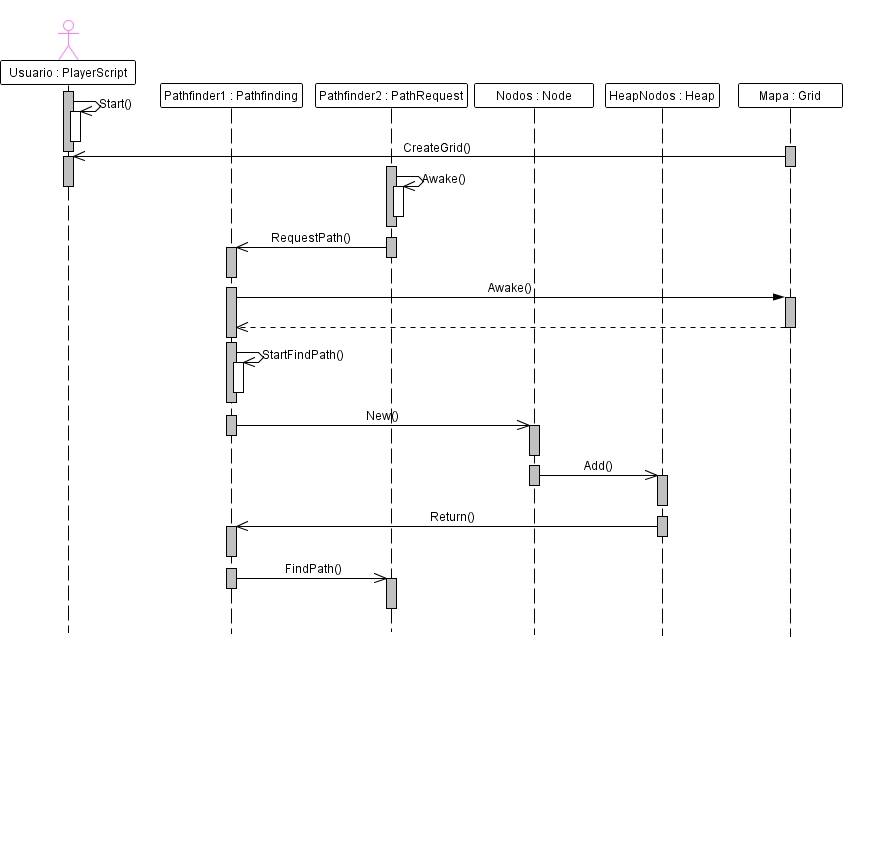 Usuario : PlayerScript
Pathfinder1 : Pathfinding
Pathfinder2 : PathRequest
Nodos : Node
HeapNodos : Heap
Mapa : Grid
Start()
CreateGrid()
Awake()
RequestPath()
Awake()
StartFindPath()
New()
Add()
Return()
FindPath()